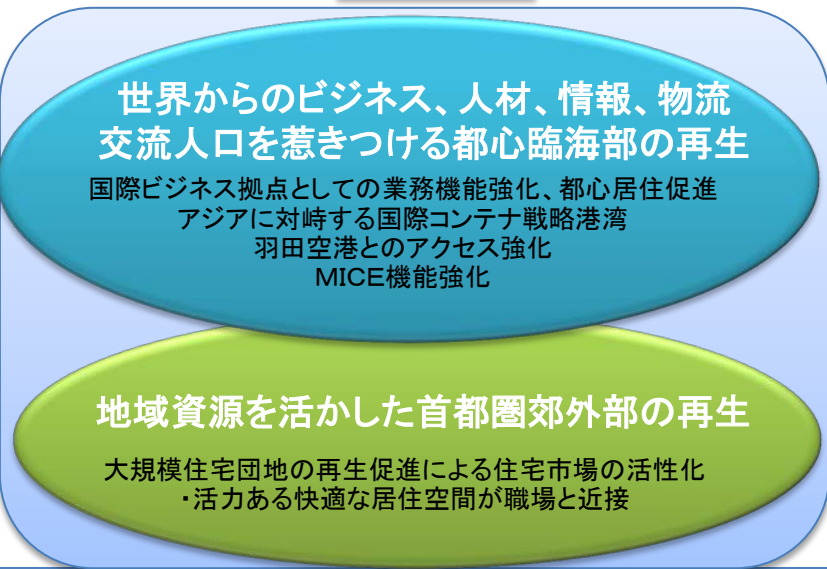 世界からのビジネス、人材、情報、物流
交流人口を惹きつける都心臨海部の再生
国際ビジネス拠点としての業務機能強化、都心居住促進
アジアに対峙する国際コンテナ戦略港湾
羽田空港とのアクセス強化
MICE機能強化
地域資源を活かした首都圏郊外部の再生
大規模住宅団地の再生促進による住宅市場の活性化
・活力ある快適な居住空間が職場と近接